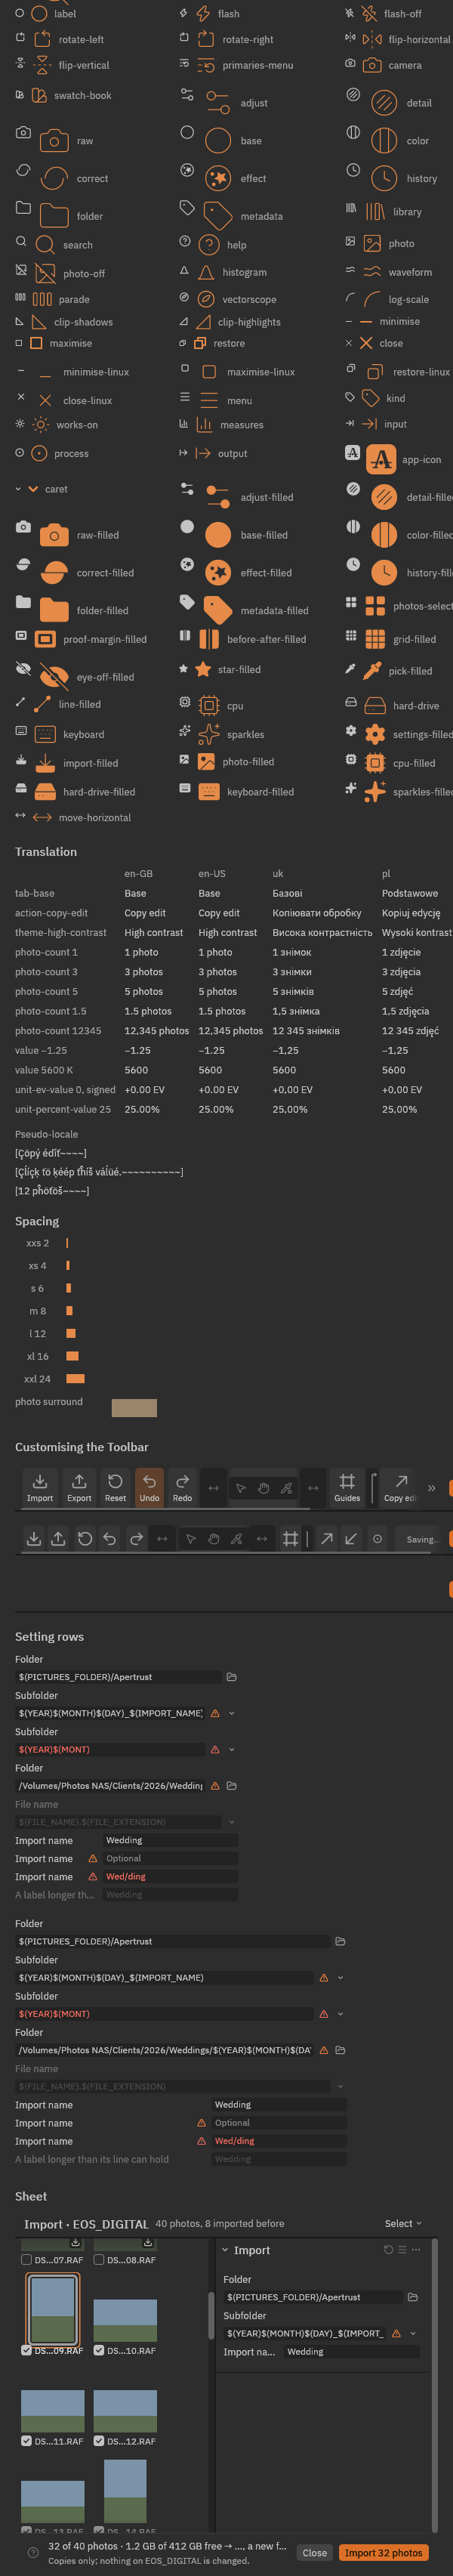 label flash flash-off
rotate-left rotate-right flip-horizontal
flip-vertical primaries-menu camera
swatch-book adjust detail
raw base color
correct effect history
folder metadata library
search help photo
photo-off histogram waveform
parade vectorscope log-scale
clip-shadows clip-highlights minimise
maximise restore close
minimise-linux maximise-linux restore-linux
close-linux menu kind
works-on measures input
process output app-icon
caret adjust-filled detail-fille
raw-filled base-filled color-filled
correct-filled effect-filled history-fill
folder-filled metadata-filled photos-select
proof-margin-filled before-after-filled grid-filled
eye-off-filled star-filled pick-filled
line-filled cpu hard-drive
keyboard sparkles settings-filled
import-filled photo-filled cpu-filled
hard-drive-filled keyboard-filled sparkles-fille
move-horizontal
Translation
en-GB en-US uk pl
tab-base Base Base Базові Podstawowe
action-copy-edit Copy edit Copy edit Копіювати обробку Kopiuj edycję
theme-high-contrast High contrast High contrast Висока контрастність Wysoki kontrast
photo-count 1 1 photo 1 photo 1 знімок 1 zdjęcie
photo-count 3 3 photos 3 photos 3 знімки 3 zdjęcia
photo-count 5 5 photos 5 photos 5 знімків 5 zdjęć
photo-count 1.5 1.5 photos 1.5 photos 1,5 знімка 1,5 zdjęcia
photo-count 12345 12,345 photos 12,345 photos 12 345 знімків 12 345 zdjęć
value −1.25 −1.25 −1.25 −1,25 −1,25
value 5600 K 5600 5600 5600 5600
unit-ev-value 0, signed +0.00 EV +0.00 EV +0,00 EV +0,00 EV
unit-percent-value 25 25.00% 25.00% 25,00% 25,00%
Pseudo-locale
[Çöpý éðîţ~~~~]
[12 þĥöţöš~~~~]
Spacing
xxs 2
xs 4
s 6
m 8
l 12
xl 16
xxl 24
photo surround
Customising the Toolbar
Import Export Reset Undo Redo Guides Copy edi
Saving...
Setting rows
Folder
$(PICTURES_FOLDER)/Apertrust
Subfolder
$(YEAR)$(MONTH)$(DAY)_$(IMPORT_NAME)
Subfolder
$(YEAR)$(MONT)
Folder
/Volumes/Photos NAS/Clients/2026/Wedding
File name
$(FILE_NAME).$(FILE_EXTENSION)
Import name Wedding
Import name Optional
Import name Wed/ding
A label longer th... Wedding
Folder
$(PICTURES_FOLDER)/Apertrust
Subfolder
$(YEAR)$(MONTH)$(DAY)_$(IMPORT_NAME)
Subfolder
$(YEAR)$(MONT)
Folder
/Volumes/Photos NAS/Clients/2026/Weddings/$(YEAR)$(MONTH)$(DA
File name
$(FILE_NAME).$(FILE_EXTENSION)
Import name Wedding
Import name Optional
Import name Wed/ding
A label longer than its line can hold Wedding
Sheet
Import · EOS_DIGITAL 40 photos, 8 imported before Select
DS...07.RAF DS...08.RAF
Import
Folder
$(PICTURES_FOLDER)/Apertrust
Subfolder
$(YEAR)$(MONTH)$(DAY)_$(IMPORT_
Import na... Wedding
DS...09.RAF DS...10.RAF
DS...11.RAF DS...12.RAF
DS...13.RAF DS...14.RAF
32 of 40 photos · 1.2 GB of 412 GB free → ..., a new f...
Copies only; nothing on EOS_DIGITAL is changed.
Close Import 32 photos